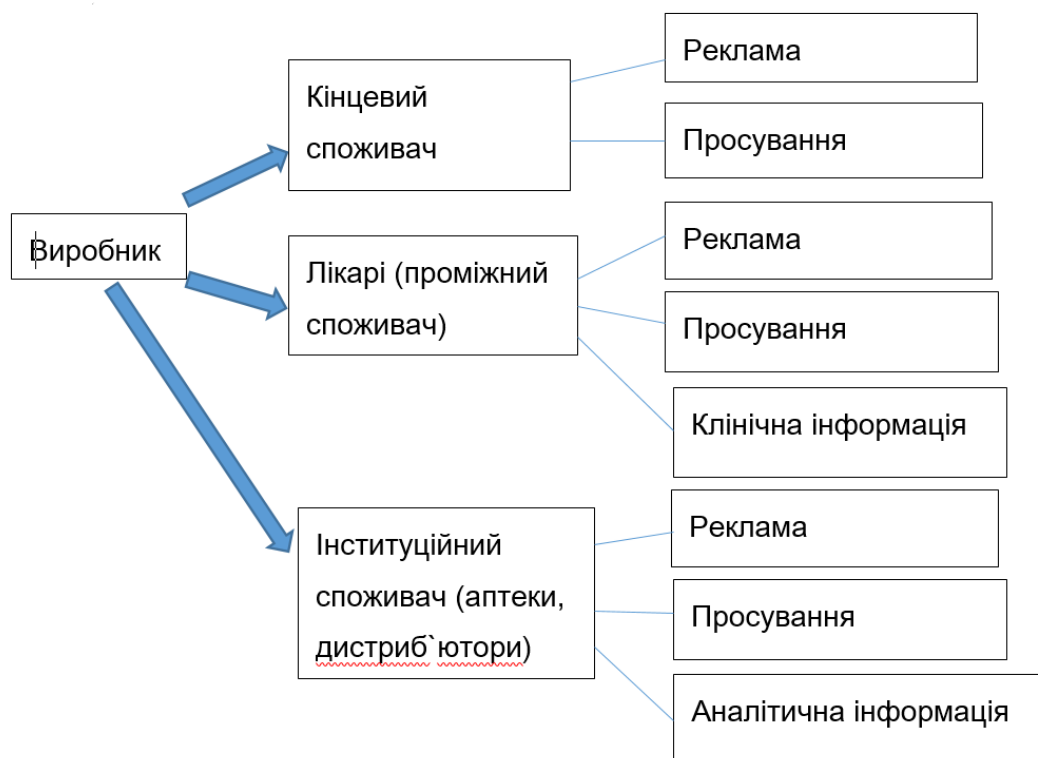 Виробник
Кінцевий
споживач
Реклама
Просування
Лікарі (проміжний
споживач)
Реклама
Просування
Клінічна інформація
Інституційний
споживач (аптеки,
дистриб`ютори)
Реклама
Просування
Аналітична інформація